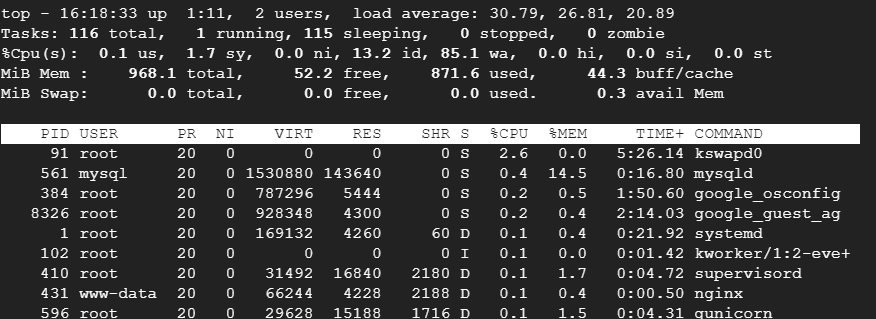 top - 16:18:33 up  1:11,  2 users,  load average: 30.79, 26.81, 20.89
Tasks: 116 total,   1 running, 115 sleeping,   0 stopped,   0 zombie
%Cpu(s):  0.1 us,  1.7 sy,  0.0 ni, 13.2 id, 85.1 wa,  0.0 hi,  0.0 si,  0.0 st
MiB Mem :    968.1 total,     52.2 free,    871.6 used,     44.3 buff/cache
MiB Swap:      0.0 total,      0.0 free,      0.0 used.      0.3 avail Mem
PID USER      PR  NI    VIRT    RES    SHR S  %CPU  %MEM     TIME+ COMMAND
91 root      20   0       0      0      0 S   2.6   0.0   5:26.14 kswapd0
561 mysql     20   0 1530880 143640      0 S   0.4  14.5   0:16.80 mysqld
384 root      20   0  787296   5444      0 S   0.2   0.5   1:50.60 google_osconfig
8326 root      20   0  928348   4300      0 S   0.2   0.4   2:14.03 google_guest_ag
1 root      20   0  169132   4260     60 D   0.1   0.4   0:21.92 systemd
102 root      20   0       0      0      0 I   0.1   0.0   0:01.42 kworker/1:2-eve+
410 root      20   0   31492  16840   2180 D   0.1   1.7   0:04.72 supervisord
431 www-data  20   0   66244   4228   2188 D   0.1   0.4   0:00.50 nginx
596 root      20   0   29628  15188   1716 D   0.1   1.5   0:04.31 gunicorn